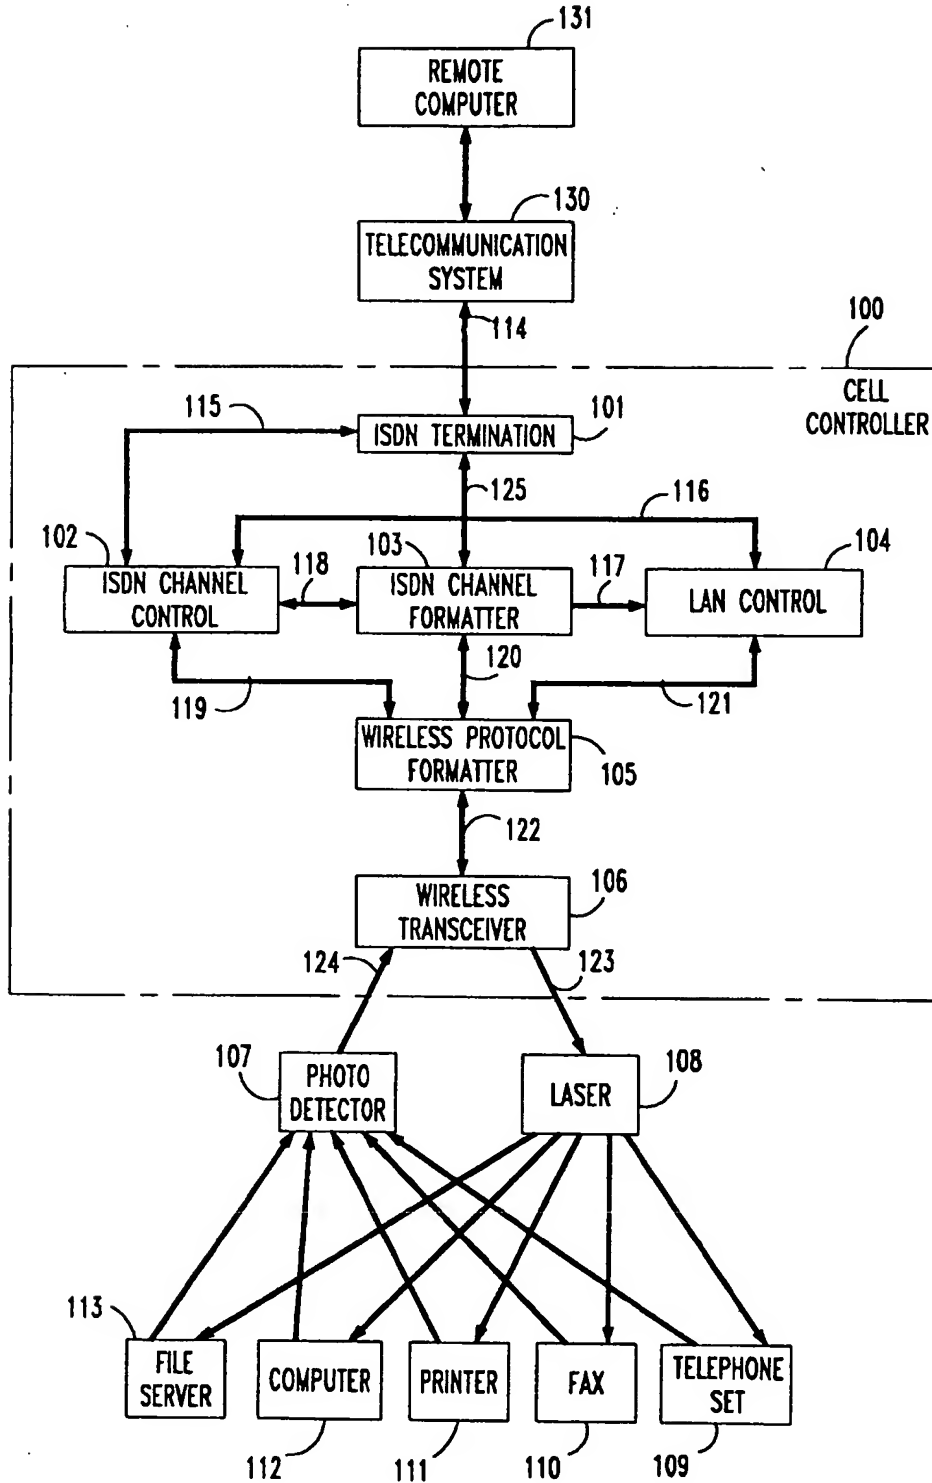 131
REMOTE
COMPUTER
130
TELECOMMUNICATION
SYSTEM
114
100
CELL
CONTROLLER
115
101
ISDN TERMINATION
125
116
102
103
104
ISDN CHANNEL
CONTROL
118
ISDN CHANNEL
FORMATTER
117
LAN CONTROL
119
120
121
WIRELESS PROTOCOL
FORMATTER
105
122
WIRELESS
TRANSCEIVER
106
124
123
107
PHOTO
DETECTOR
LASER
108
113
FILE
SERVER
COMPUTER
PRINTER
FAX
TELEPHONE
SET
112
111
110
109